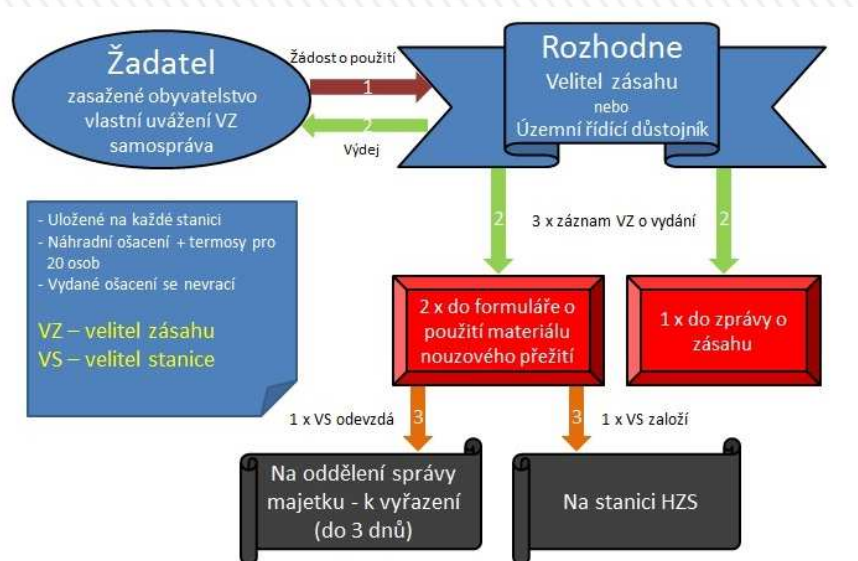 Žadatel
zasažené obyvatelstvo
vlastní uvážení VZ
samospráva
Žádost o použití
1
2
Výdej
Rozhodne
Velitel zásahu
nebo
Územní řídící důstojník
- Uložené na každé stanici
- Náhradní ošacení + termosy pro
20 osob
- Vydané ošacení se nevrací
VZ – velitel zásahu
VS – velitel stanice
2
3 x záznam VZ o vydání
2
2 x do formuláře o
použití materiálu
nouzového přežití
1 x do zprávy o
zásahu
1 x VS odevzdá
3
3
1 x VS založí
Na oddělení správy
majetku - k vyřazení
(do 3 dnů)
Na stanici HZS